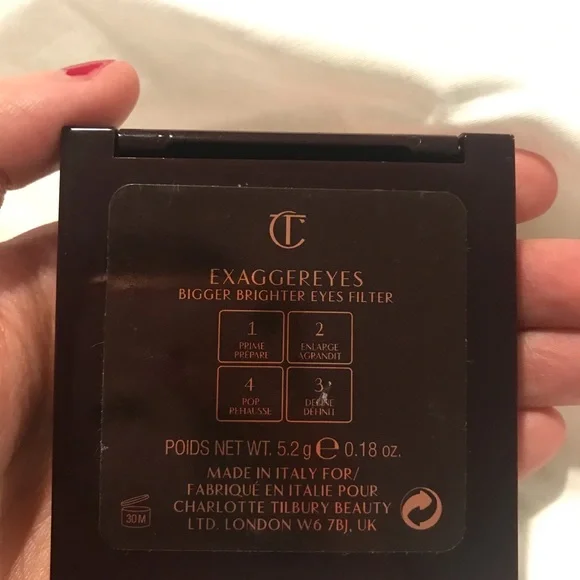 CT
EXAGGEREYES
BIGGER BRIGHTER EYES FILTER
1
PRIME
PRÉPARE
2
ENLARGE
AGRANDIT
4
POP
REHAUSSE
3
DEFINE
DÉFINIT
POIDS NET WT. 5.2g ℮ 0.18 oz.
MADE IN ITALY FOR/
FABRIQUÉ EN ITALIE POUR
CHARLOTTE TILBURY BEAUTY
LTD. LONDON W6 7BJ, UK
30M